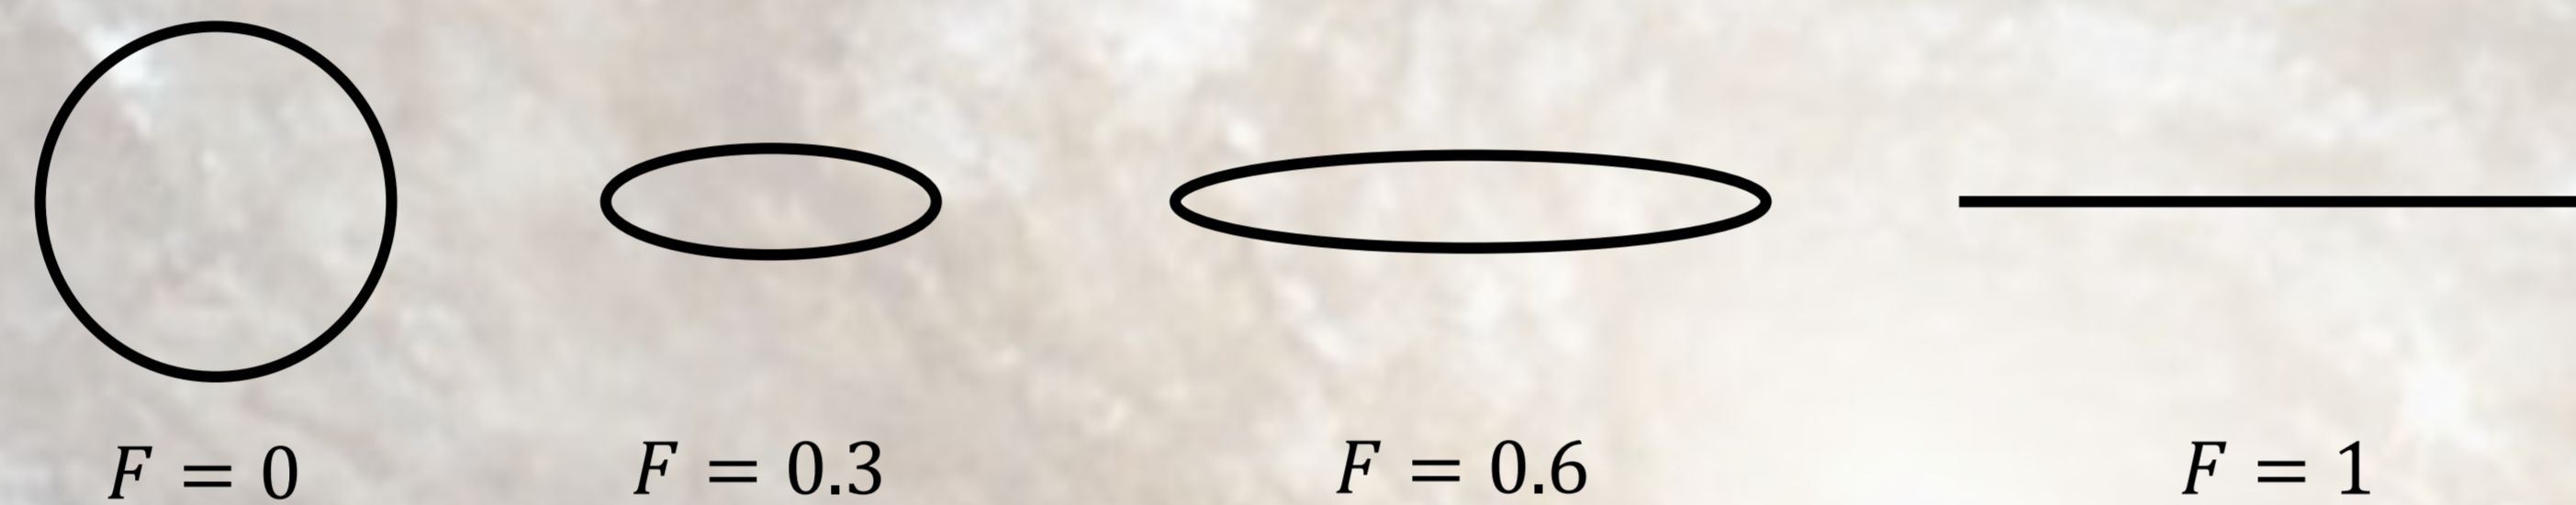 F = 0
F = 0.3
F = 0.6
F = 1